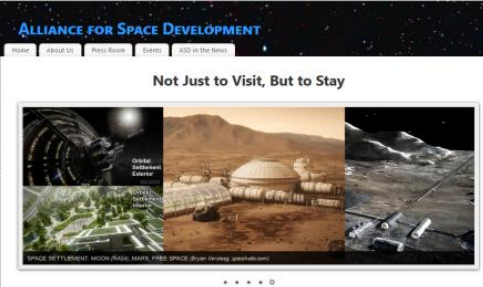 ALLIANCE FOR SPACE DEVELOPMENT
Home About Us Press Room Events ASD in the News
Not Just to Visit, But to Stay
Orbital
Settlement
Exterior
Orbital
Settlement
Interior
SPACE SETTLEMENT: MOON (NASA), MARS, FREE SPACE (Bryan Versteeg, spacehabs.com)